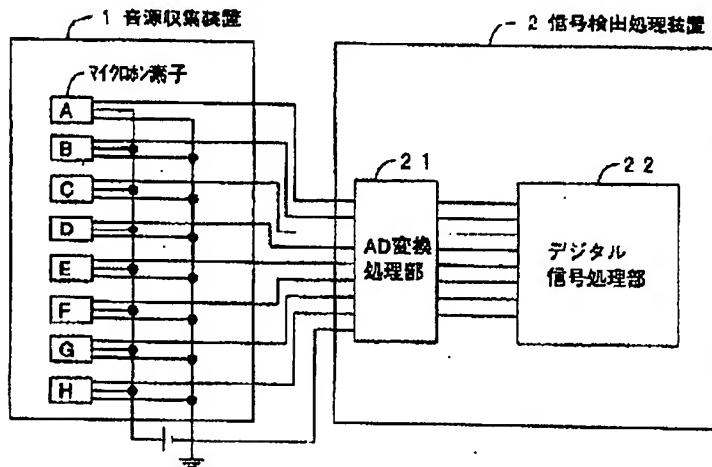 1 音源収集装置
2 信号検出処理装置
マイクロホン素子
A
B
C
D
E
F
G
H
21
AD変換
処理部
22
デジタル
信号処理部